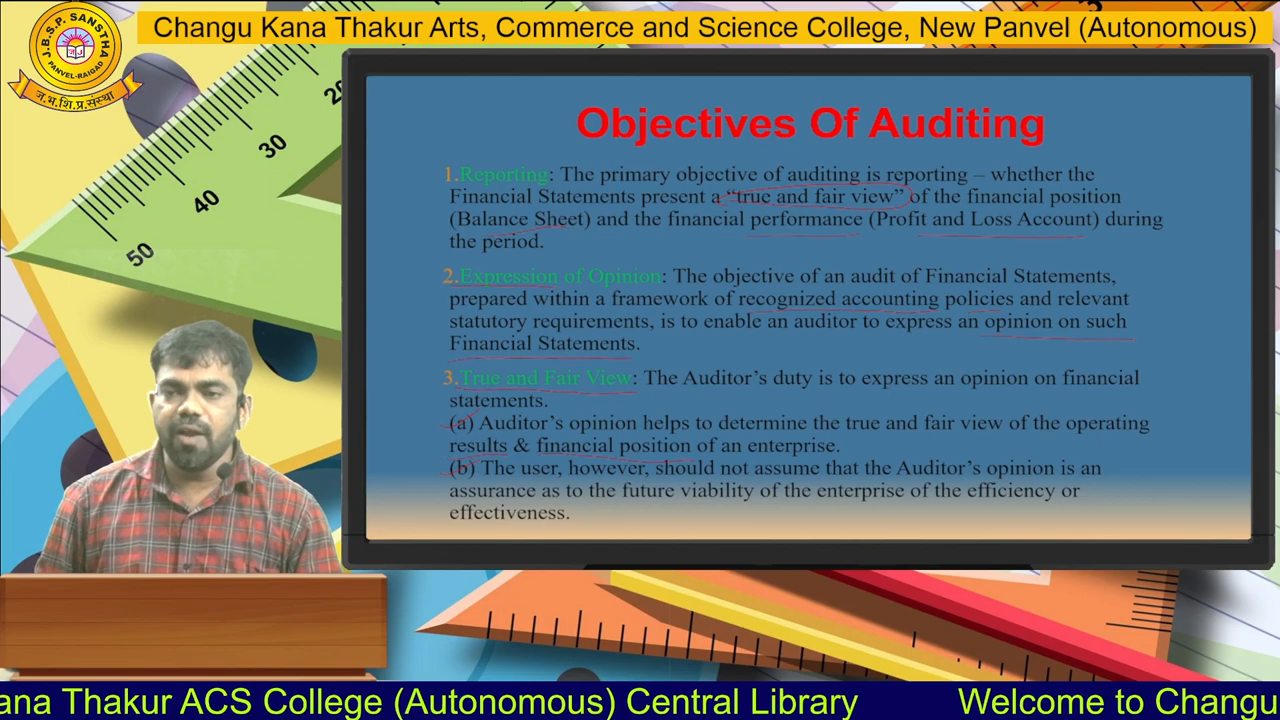 Changu Kana Thakur Arts, Commerce and Science College, New Panvel (Autonomous)
J.B.S.P. SANSTHA
PANVEL-RAIGAD
ज.भ.शि.प्र.संस्था
20
30
40
50
Objectives Of Auditing
1.Reporting: The primary objective of auditing is reporting – whether the
Financial Statements present a “true and fair view” of the financial position
(Balance Sheet) and the financial performance (Profit and Loss Account) during
the period.
2.Expression of Opinion: The objective of an audit of Financial Statements,
prepared within a framework of recognized accounting policies and relevant
statutory requirements, is to enable an auditor to express an opinion on such
Financial Statements.
3.True and Fair View: The Auditor’s duty is to express an opinion on financial
statements.
(a) Auditor’s opinion helps to determine the true and fair view of the operating
results & financial position of an enterprise.
(b) The user, however, should not assume that the Auditor’s opinion is an
assurance as to the future viability of the enterprise of the efficiency or
effectiveness.
ana Thakur ACS College (Autonomous) Central Library Welcome to Changu